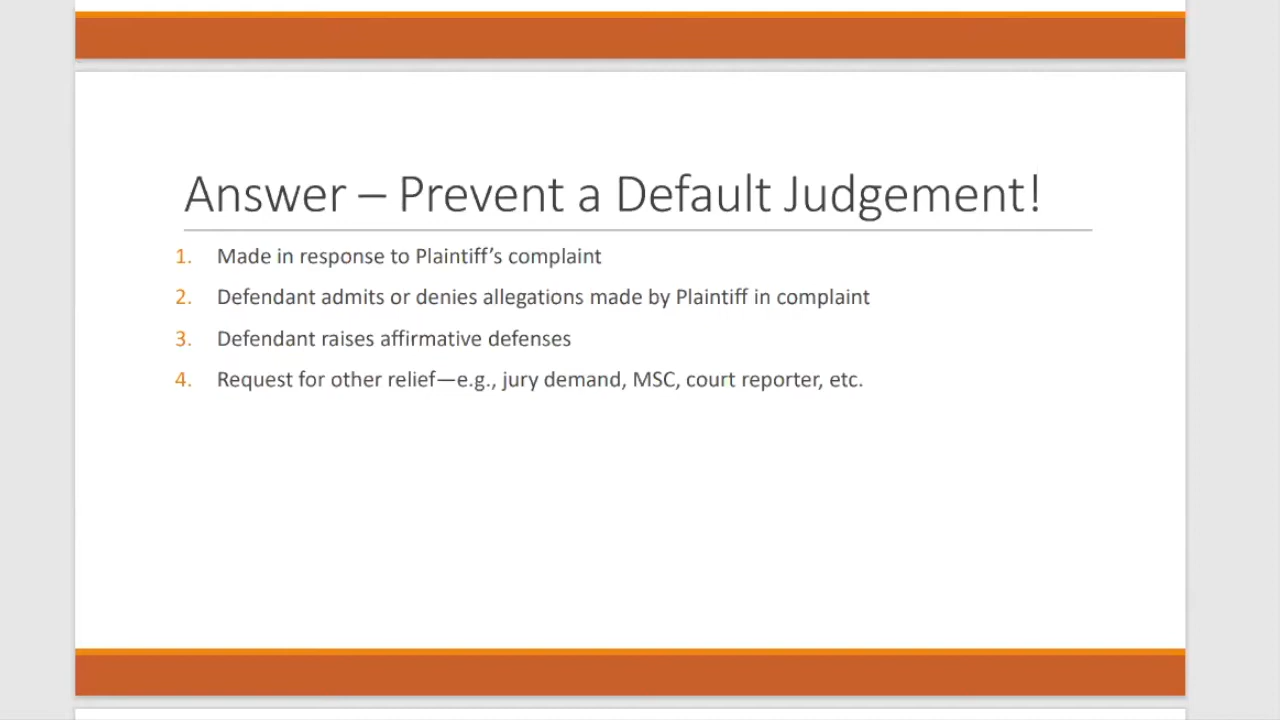 Answer – Prevent a Default Judgement!
1. Made in response to Plaintiff’s complaint
2. Defendant admits or denies allegations made by Plaintiff in complaint
3. Defendant raises affirmative defenses
4. Request for other relief—e.g., jury demand, MSC, court reporter, etc.